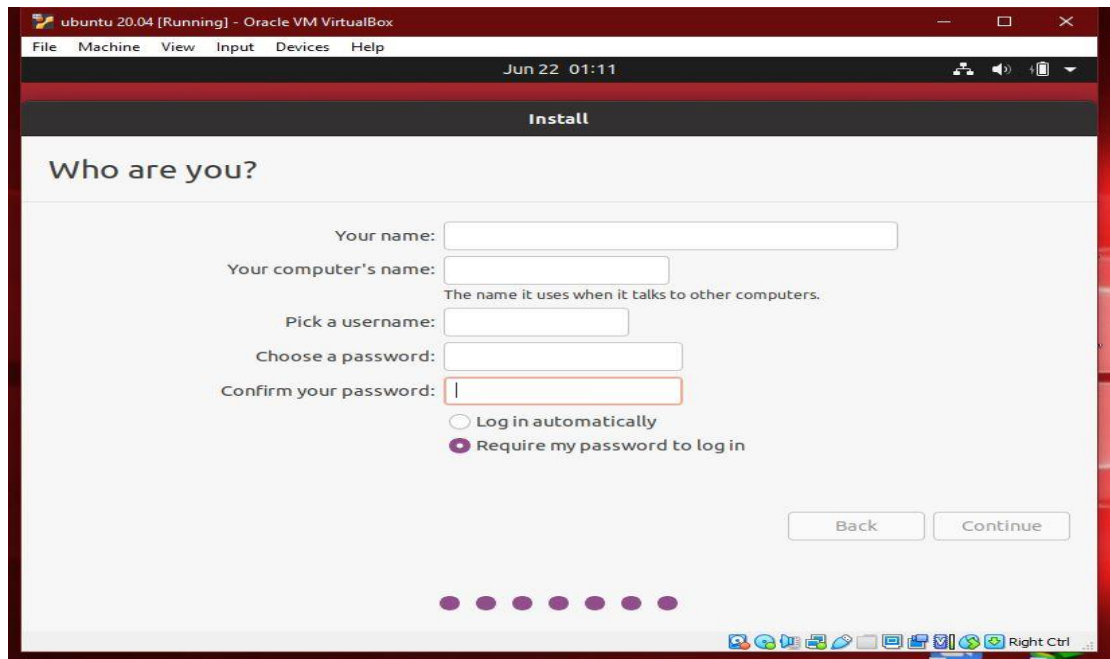 ubuntu 20.04 [Running] - Oracle VM VirtualBox
File Machine View Input Devices Help
Jun 22 01:11
Install
Who are you?
Your name:
Your computer's name:
The name it uses when it talks to other computers.
Pick a username:
Choose a password:
Confirm your password:
Log in automatically
Require my password to log in
Back Continue
Right Ctrl